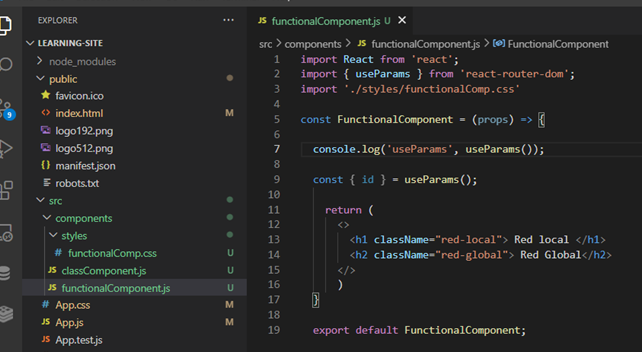 EXPLORER ···
LEARNING-SITE
node_modules
public
favicon.ico
index.html M
logo192.png
logo512.png
manifest.json
robots.txt
src
components
styles
functionalComp.css U
classComponent.js U
functionalComponent.js U
App.css M
App.js M
App.test.js
9
JS functionalComponent.js U
src > components > JS functionalComponent.js > FunctionalComponent
1 import React from 'react';
2 import { useParams } from 'react-router-dom';
3 import './styles/functionalComp.css'
4
5 const FunctionalComponent = (props) => {
6
7 console.log('useParams', useParams());
8
9 const { id } = useParams();
10
11 return (
12 <>
13 <h1 className="red-local"> Red local </h1>
14 <h2 className="red-global"> Red Global</h2>
15 </>
16 )
17 }
18
19 export default FunctionalComponent;